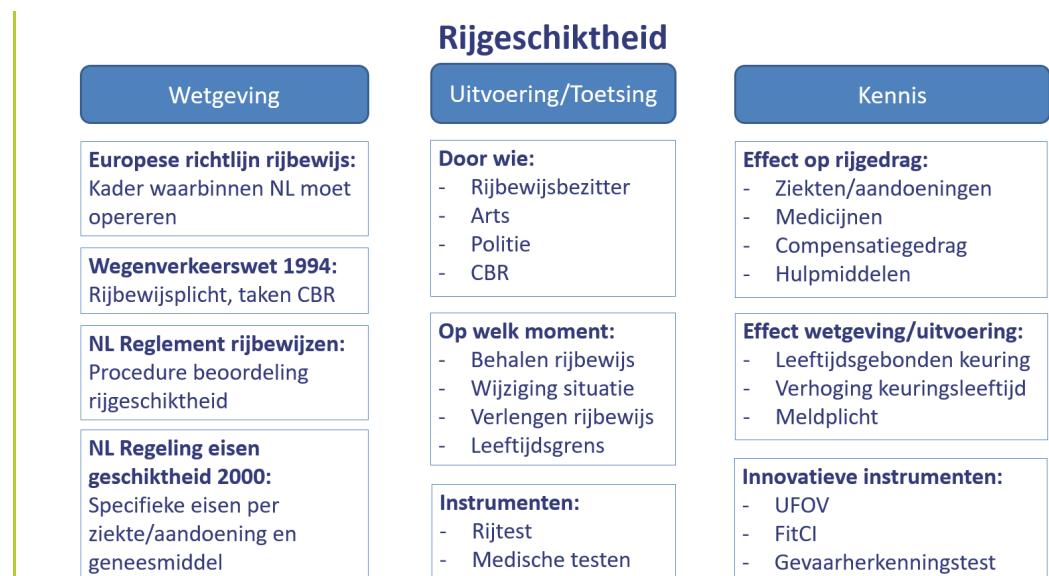 Rijgeschiktheid
Wetgeving
Europese richtlijn rijbewijs:
Kader waarbinnen NL moet
opereren
Wegenverkeerswet 1994:
Rijbewijsplicht, taken CBR
NL Reglement rijbewijzen:
Procedure beoordeling
rijgeschiktheid
NL Regeling eisen
geschiktheid 2000:
Specifieke eisen per
ziekte/aandoening en
geneesmiddel
Uitvoering/Toetsing
Door wie:
- Rijbewijsbezitter
- Arts
- Politie
- CBR
Op welk moment:
- Behalen rijbewijs
- Wijziging situatie
- Verlengen rijbewijs
- Leeftijdsgrens
Instrumenten:
- Rijtest
- Medische testen
Kennis
Effect op rijgedrag:
- Ziekten/aandoeningen
- Medicijnen
- Compensatiegedrag
- Hulpmiddelen
Effect wetgeving/uitvoering:
- Leeftijdsgebonden keuring
- Verhoging keuringsleeftijd
- Meldplicht
Innovatieve instrumenten:
- UFOV
- FitCI
- Gevaarherkenningstest